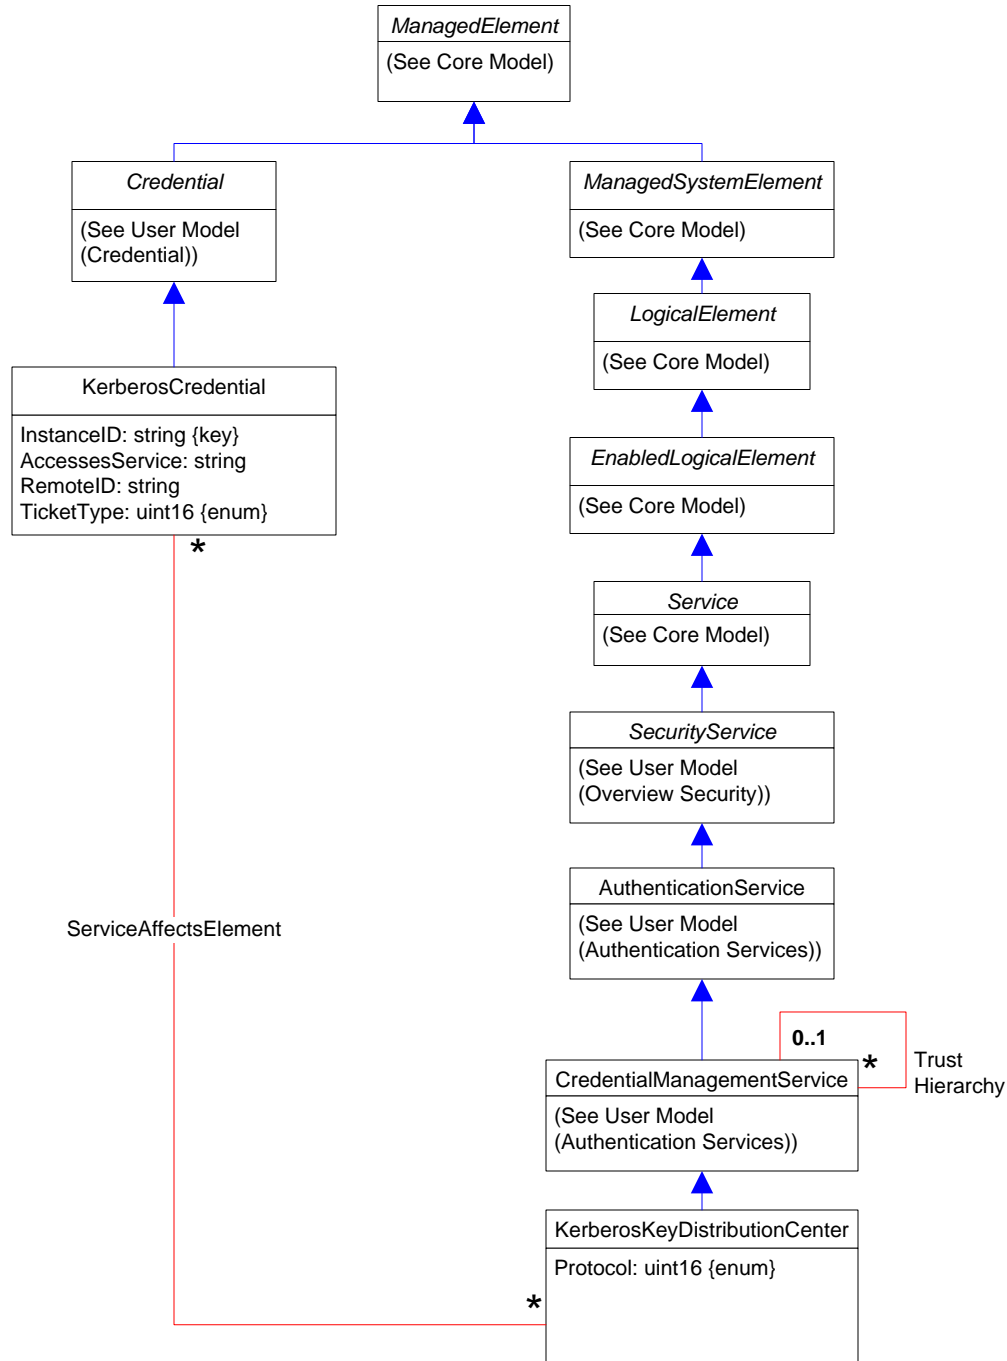 ManagedElement
(See Core Model)
Credential
(See User Model
(Credential))
ManagedSystemElement
(See Core Model)
LogicalElement
(See Core Model)
KerberosCredential
InstanceID: string {key}
AccessesService: string
RemoteID: string
TicketType: uint16 {enum}
*
EnabledLogicalElement
(See Core Model)
Service
(See Core Model)
SecurityService
(See User Model
(Overview Security))
AuthenticationService
(See User Model
(Authentication Services))
ServiceAffectsElement
0..1
*
Trust
Hierarchy
CredentialManagementService
(See User Model
(Authentication Services))
KerberosKeyDistributionCenter
Protocol: uint16 {enum}
*